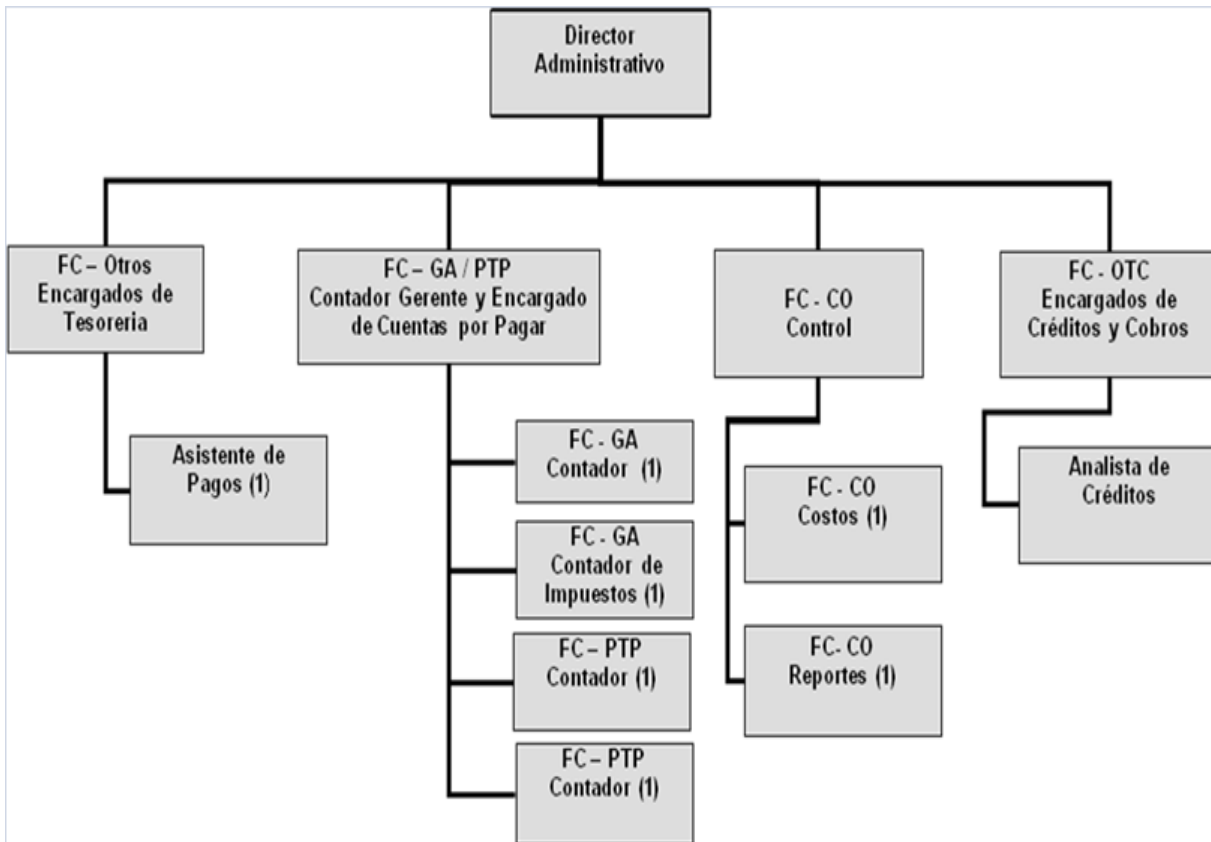 Director
Administrativo
FC – Otros
Encargados de
Tesoreria
FC – GA / PTP
Contador Gerente y Encargado
de Cuentas por Pagar
FC - CO
Control
FC - OTC
Encargados de
Créditos y Cobros
Asistente de
Pagos (1)
FC - GA
Contador (1)
FC - GA
Contador de
Impuestos (1)
FC – PTP
Contador (1)
FC – PTP
Contador (1)
FC - CO
Costos (1)
FC- CO
Reportes (1)
Analista de
Créditos